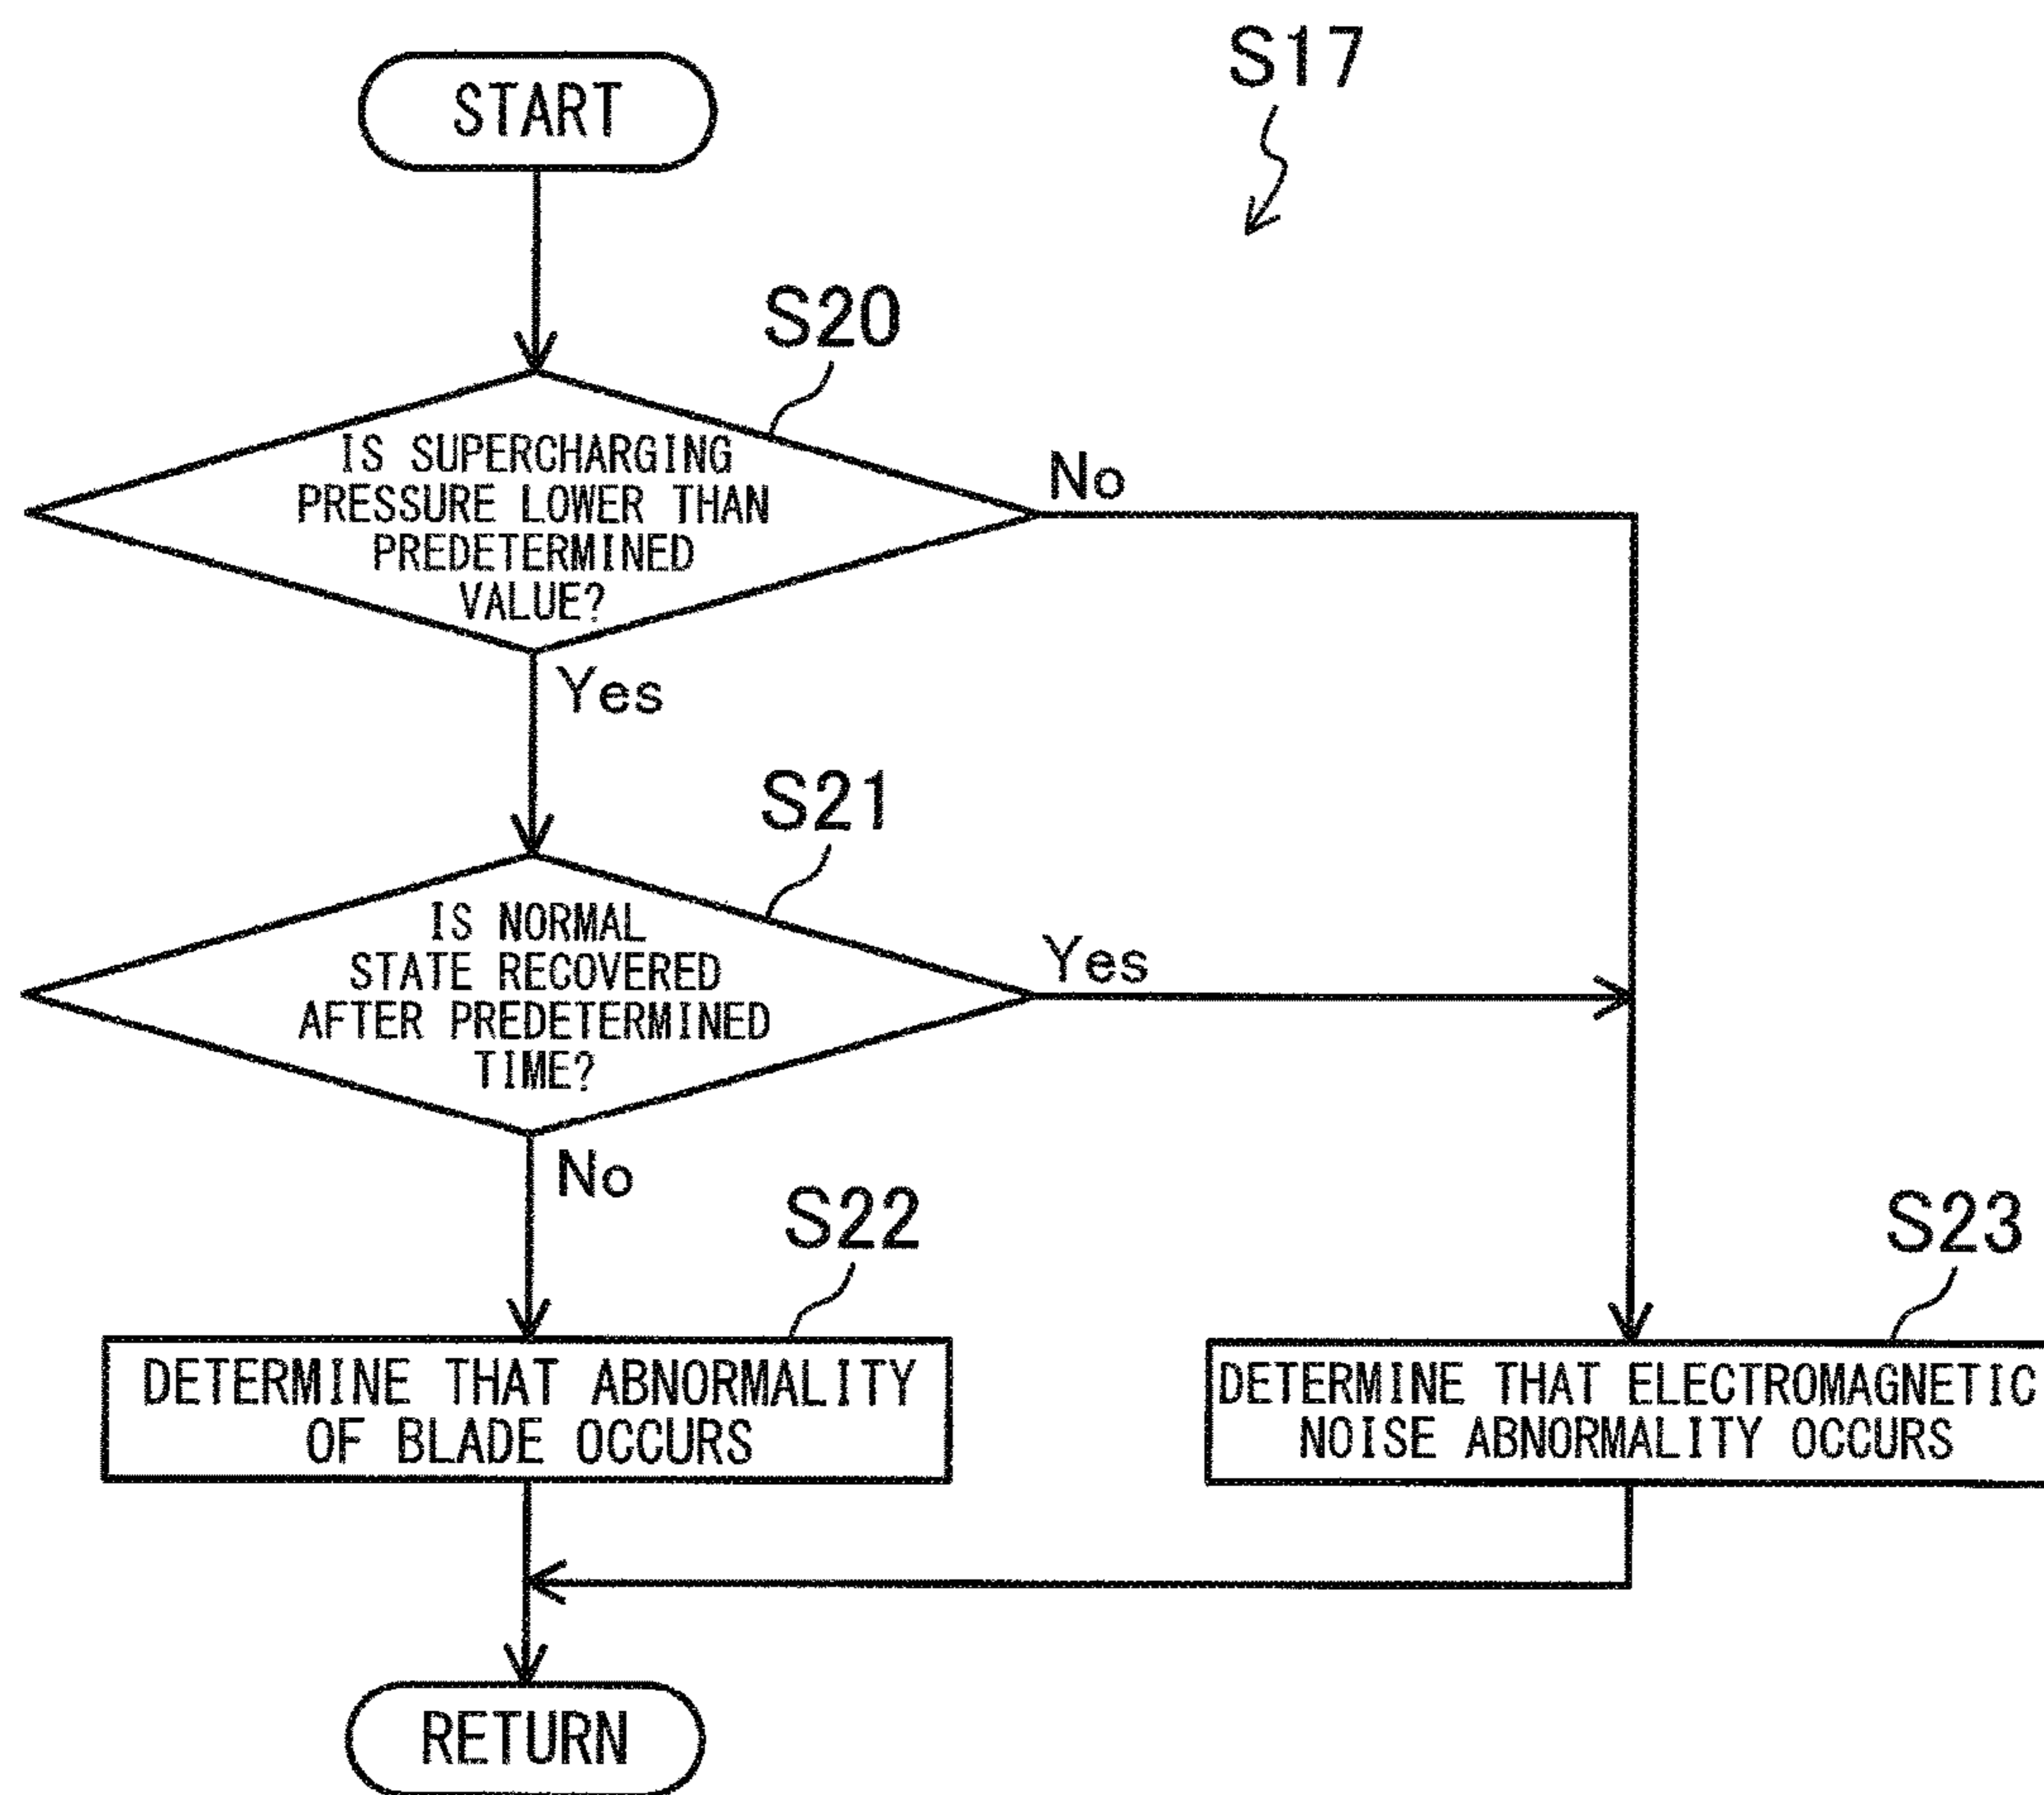 S17
START
S20
IS SUPERCHARGING
PRESSURE LOWER THAN
PREDETERMINED
VALUE?
No
Yes
S21
IS NORMAL
STATE RECOVERED
AFTER PREDETERMINED
TIME?
Yes
No
S22
S23
DETERMINE THAT ABNORMALITY
OF BLADE OCCURS
DETERMINE THAT ELECTROMAGNETIC
NOISE ABNORMALITY OCCURS
RETURN